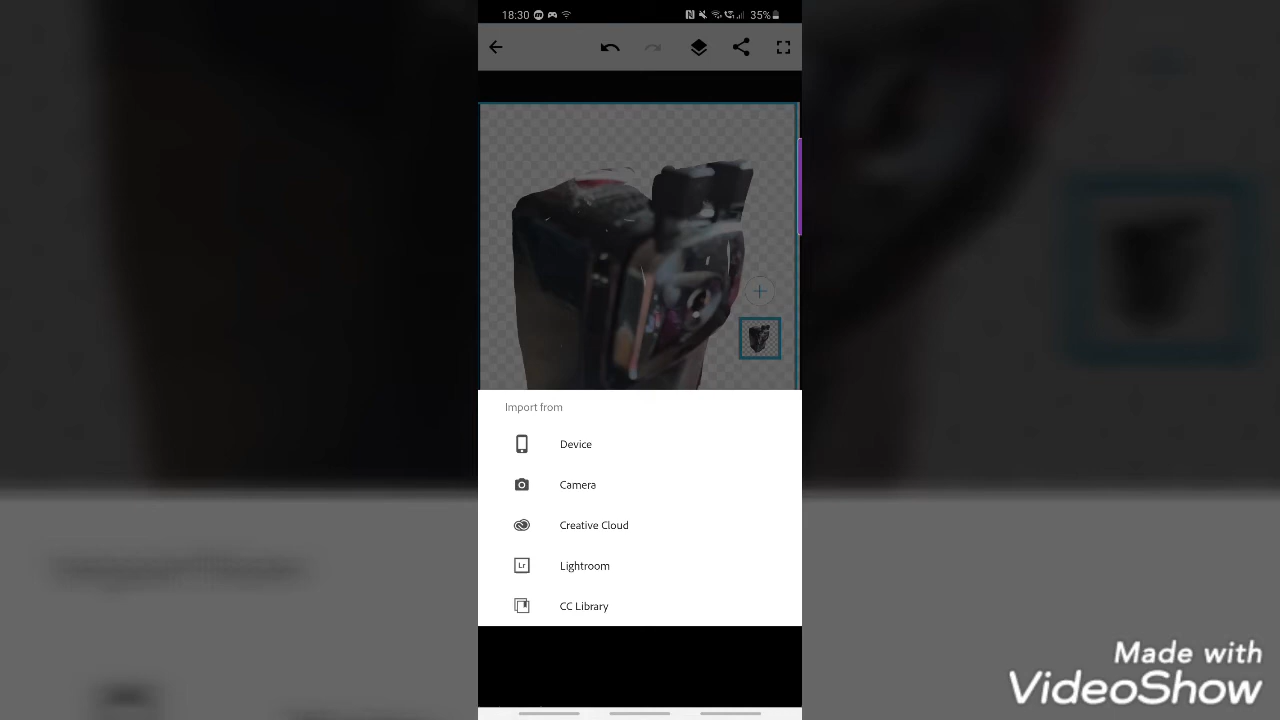 18:30
35%
Import from
Device
Camera
Creative Cloud
Lr
Lightroom
CC Library
Made with
VideoShow